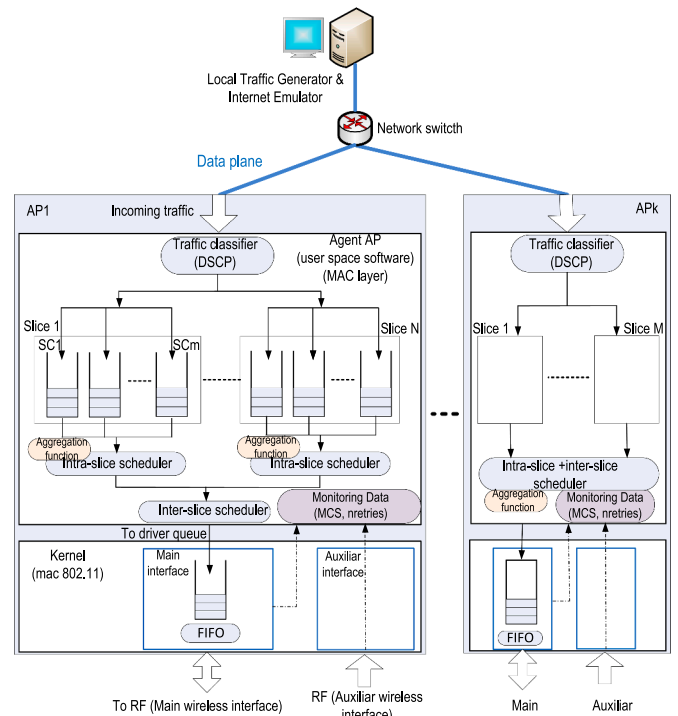 Local Traffic Generator &
Internet Emulator
Network switcth
Data plane
AP1
Incoming traffic
Traffic classifier
(DSCP)
Agent AP
(user space software)
(MAC layer)
Slice 1
SC1
SCm
Slice N
Aggregation
function
Intra-slice scheduler
Aggregation
function
Intra-slice scheduler
Inter-slice scheduler
Monitoring Data
(MCS, nretries)
To driver queue
Kernel
(mac 802.11)
Main
interface
FIFO
Auxiliar
interface
To RF (Main wireless interface)
RF (Auxiliar wireless
interface)
APk
Traffic classifier
(DSCP)
Slice 1
Slice M
Intra-slice +inter-slice
scheduler
Aggregation
function
Monitoring Data
(MCS, nretries)
FIFO
Main
Auxiliar